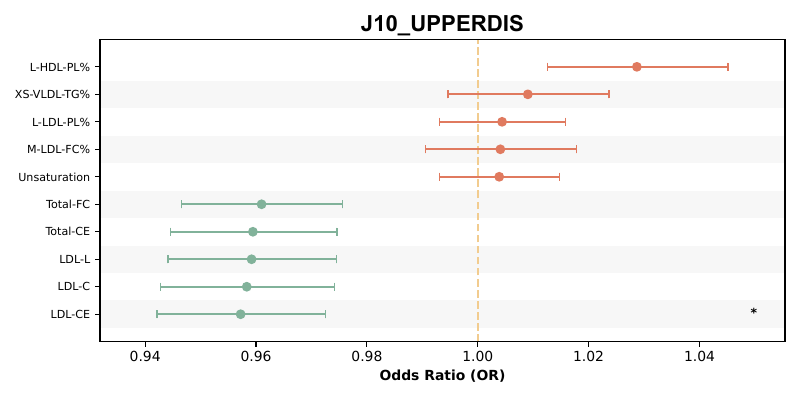 J10_UPPERDIS
L-HDL-PL%
XS-VLDL-TG%
L-LDL-PL%
M-LDL-FC%
Unsaturation
Total-FC
Total-CE
LDL-L
LDL-C
LDL-CE
*
0.94 0.96 0.98 1.00 1.02 1.04
Odds Ratio (OR)